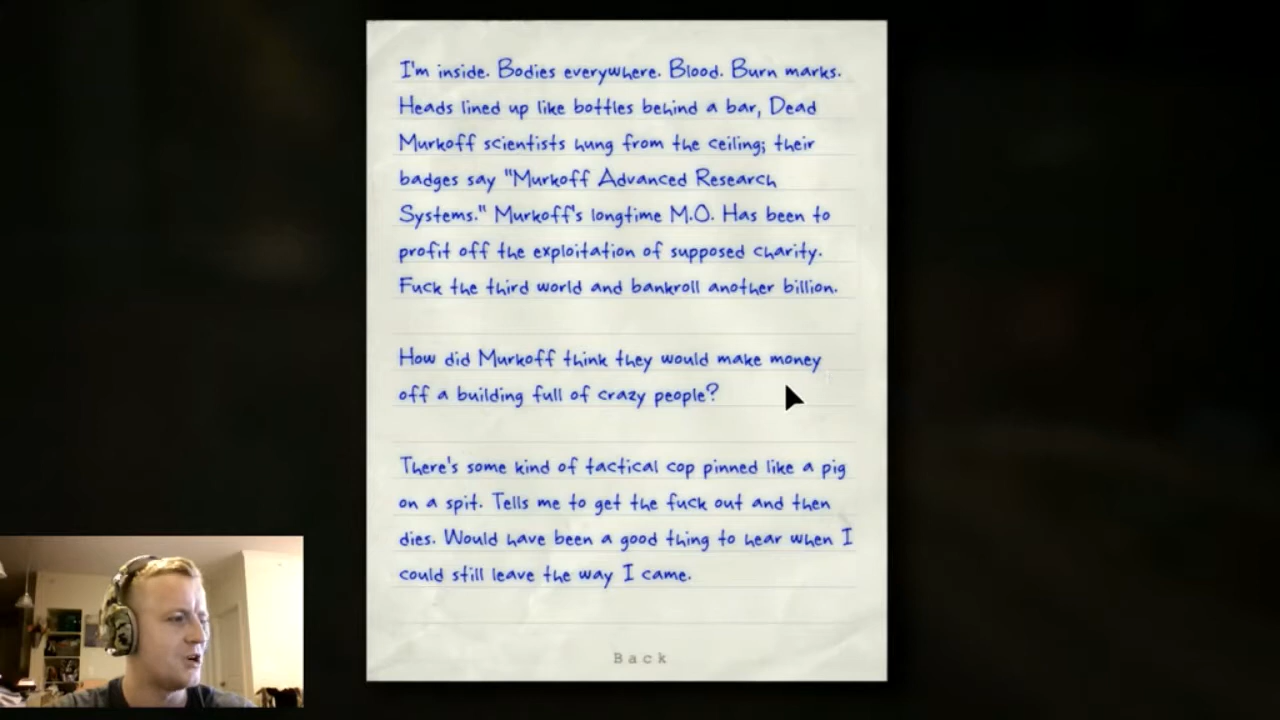 I'm inside. Bodies everywhere. Blood. Burn marks.
Heads lined up like bottles behind a bar, Dead
Murkoff scientists hung from the ceiling; their
badges say "Murkoff Advanced Research
Systems." Murkoff's longtime M.O. Has been to
profit off the exploitation of supposed charity.
Fuck the third world and bankroll another billion.
How did Murkoff think they would make money
off a building full of crazy people?
There's some kind of tactical cop pinned like a pig
on a spit. Tells me to get the fuck out and then
dies. Would have been a good thing to hear when I
could still leave the way I came.
Back